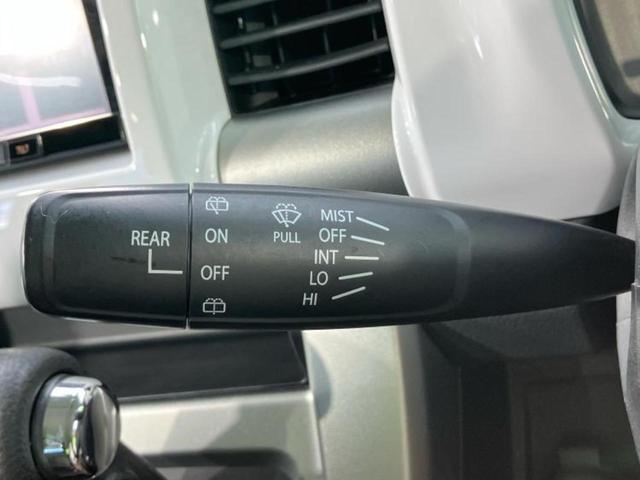 REAR
ON
OFF
PULL
MIST
OFF
INT
LO
HI